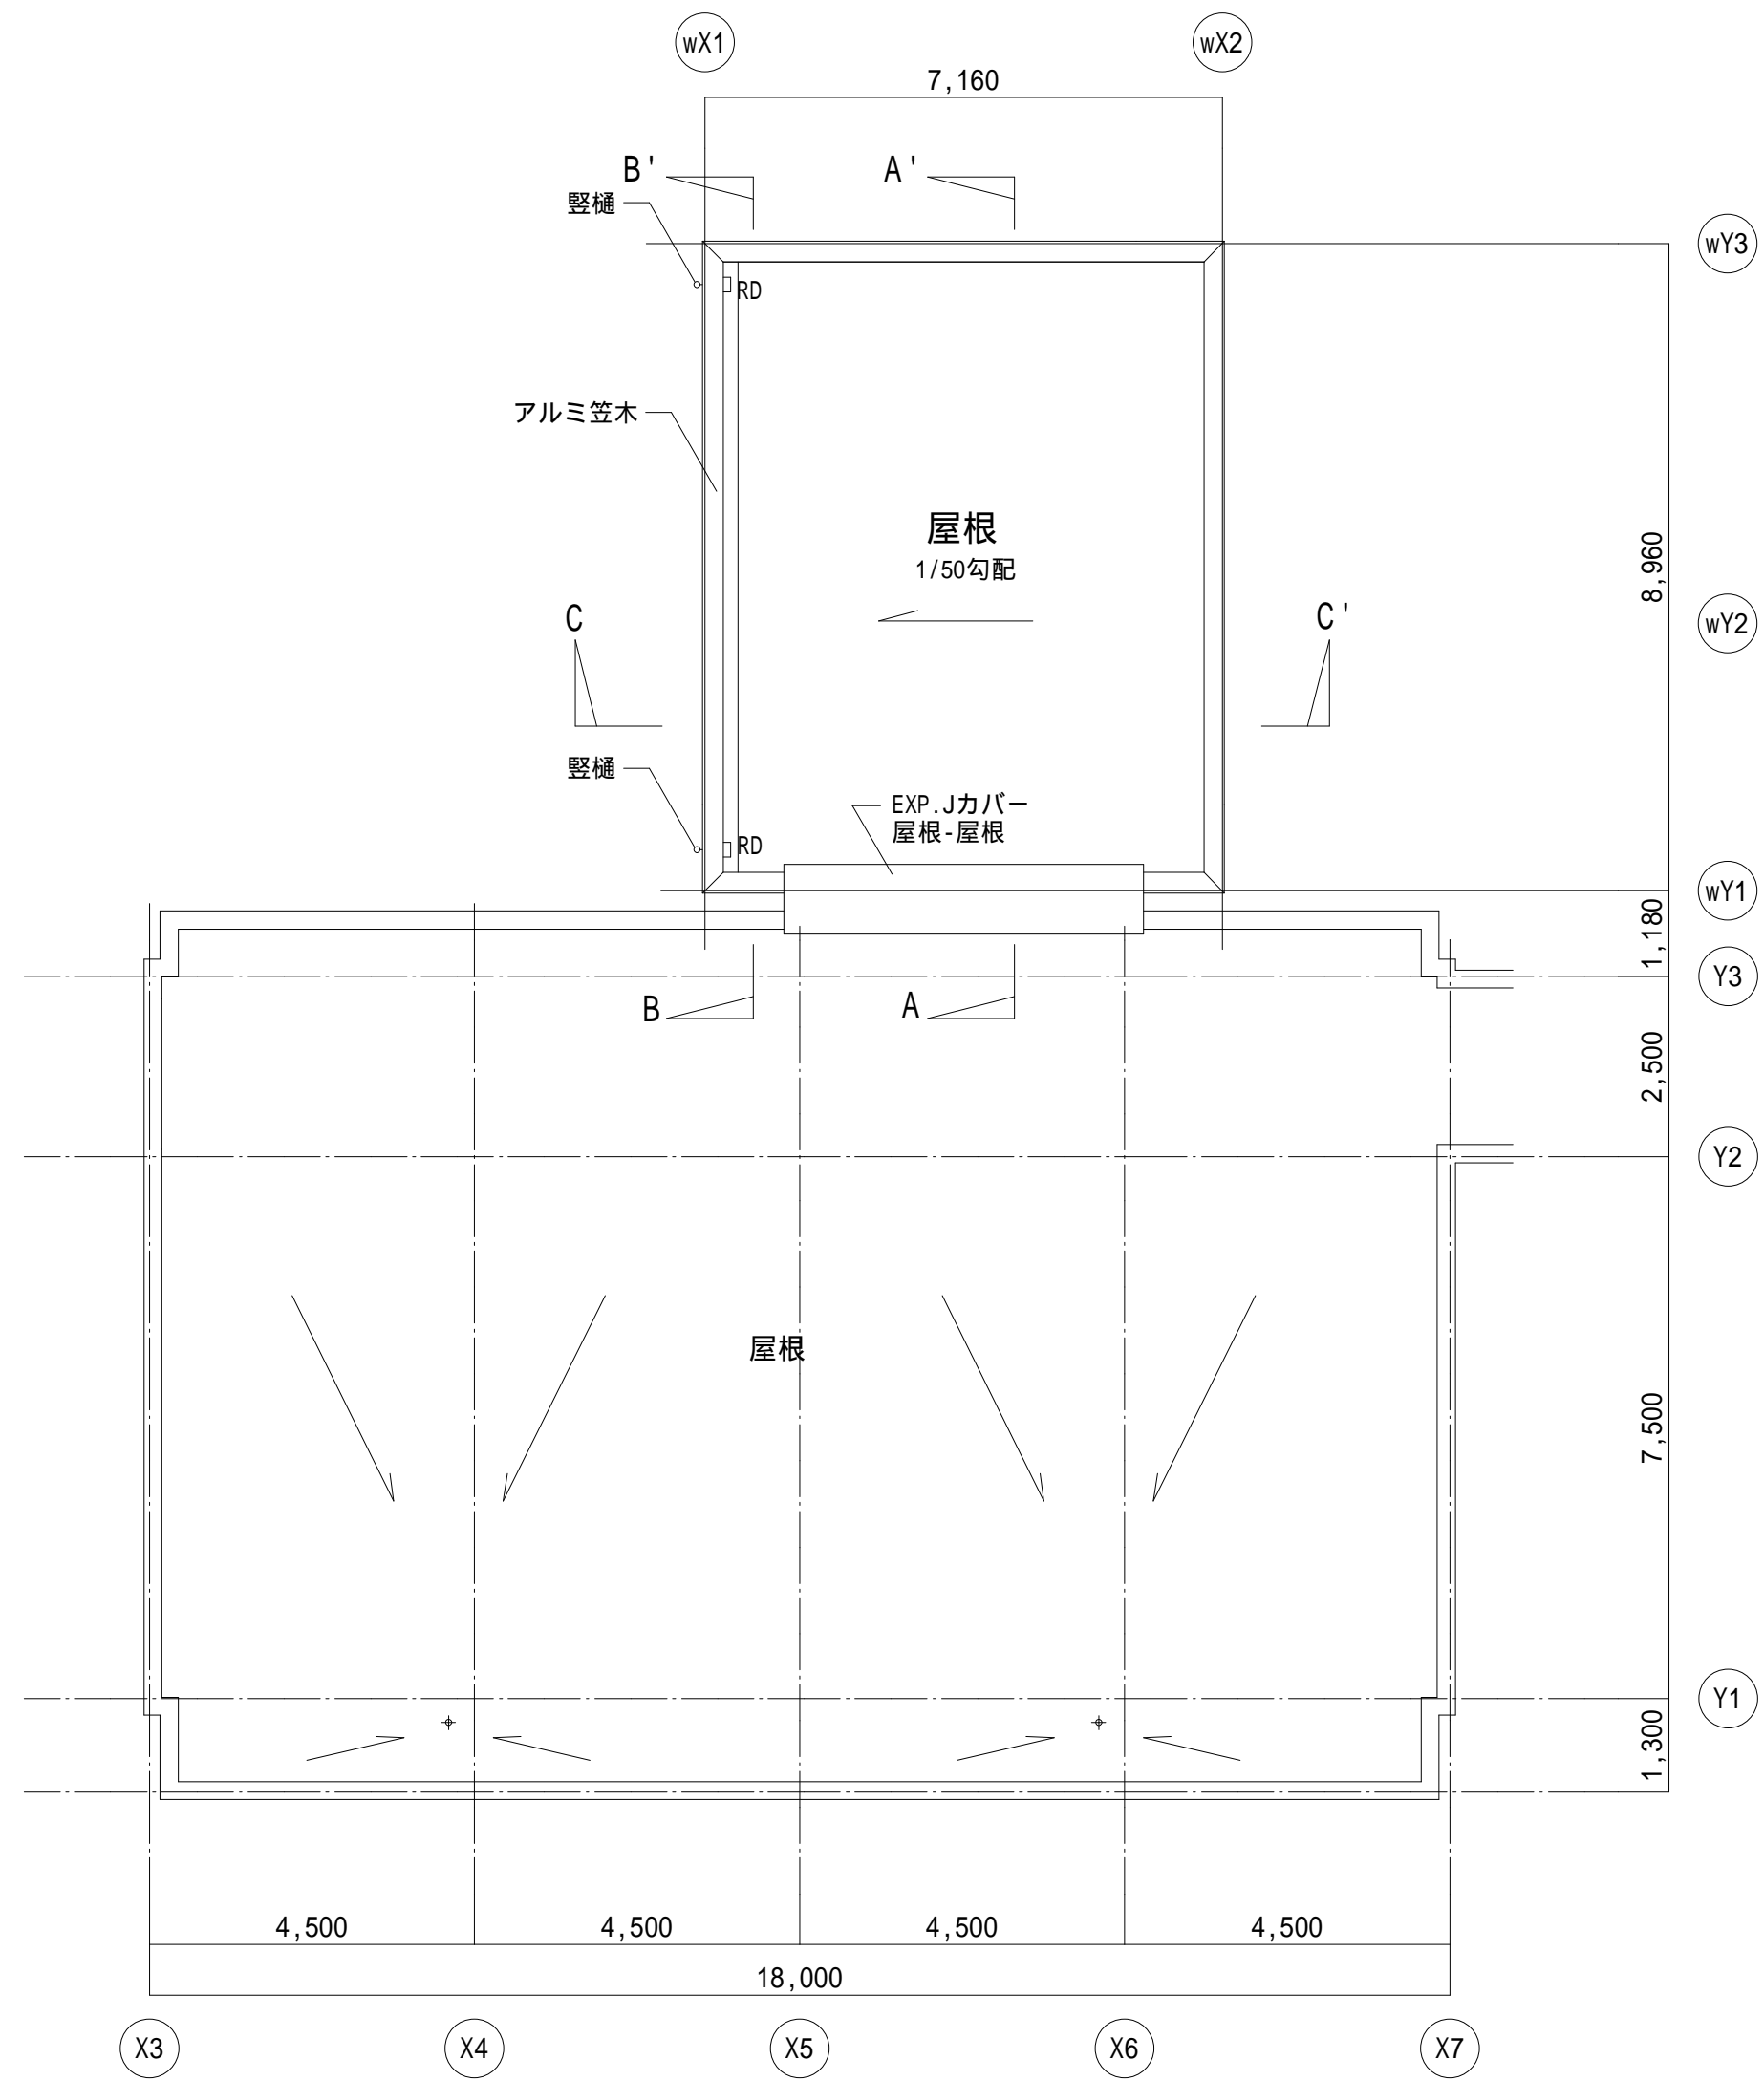 wX1
wX2
7,160
B'
A'
竪樋
wY3
RD
アルミ笠木
屋根
1/50勾配
8,960
C
C'
wY2
竪樋
EXP.Jカバー
屋根-屋根
RD
wY1
1,180
Y3
B
A
2,500
Y2
屋根
7,500
Y1
1,300
4,500
4,500
4,500
4,500
18,000
X3
X4
X5
X6
X7